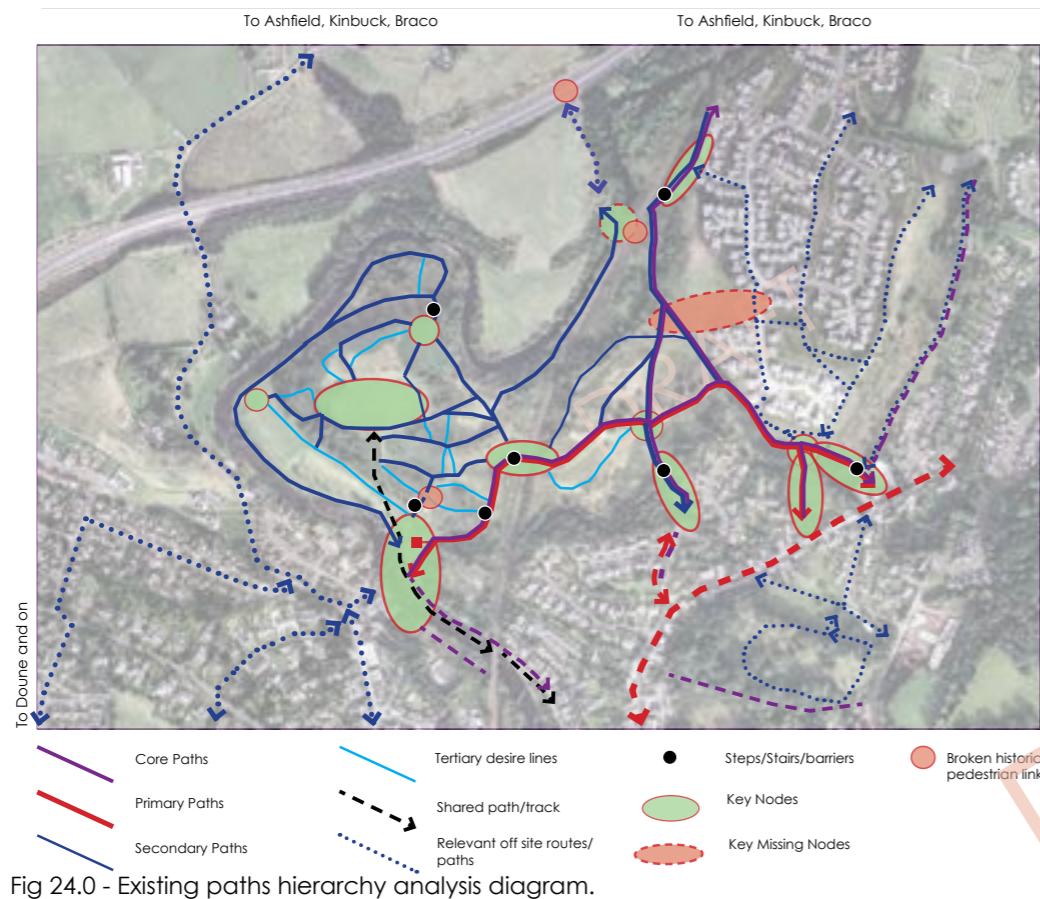 To Ashfield, Kinbuck, Braco
To Ashfield, Kinbuck, Braco
To Doune and on
Core Paths
Primary Paths
Secondary Paths
Tertiary desire lines
Shared path/track
Relevant off site routes/
paths
Steps/Stairs/barriers
Key Nodes
Key Missing Nodes
Broken historic
pedestrian link
Fig 24.0 - Existing paths hierarchy analysis diagram.